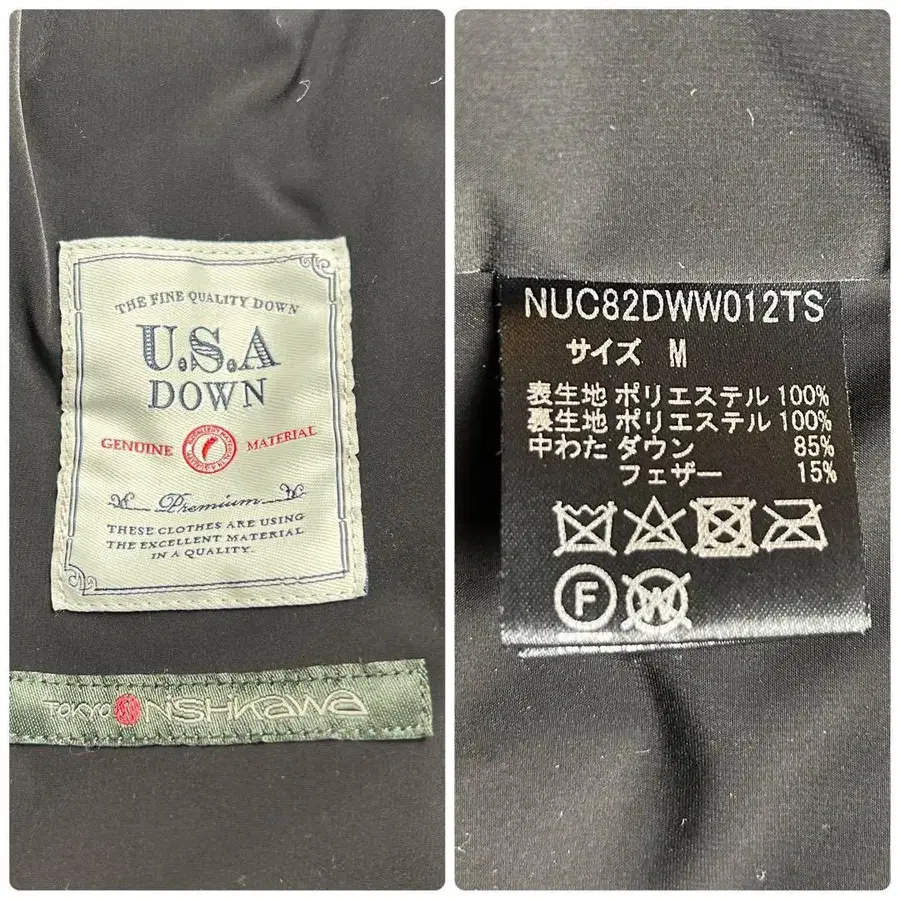 THE FINE QUALITY DOWN
U.S.A
DOWN
GENUINE MATERIAL
Premium
THESE CLOTHES ARE USING
THE EXCELLENT MATERIAL
IN A QUALITY.
TOKYO NiSHiKaWa
NUC82DWW012TS
サイズ M
表生地 ポリエステル 100%
裏生地 ポリエステル 100%
中わた ダウン 85%
フェザー 15%
F
W